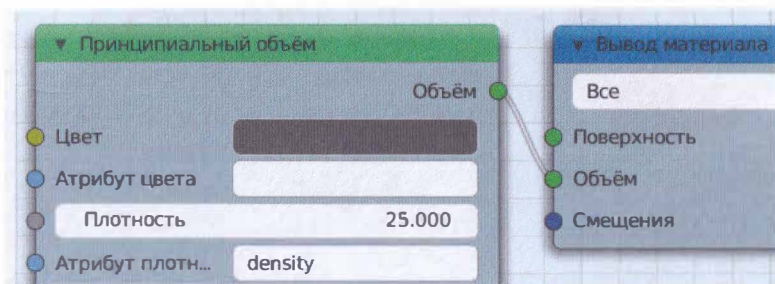 Принципиальный объём
Объём
Цвет
Атрибут цвета
Плотность 25.000
Атрибут плотн... density
Вывод материала
Все
Поверхность
Объём
Смещения